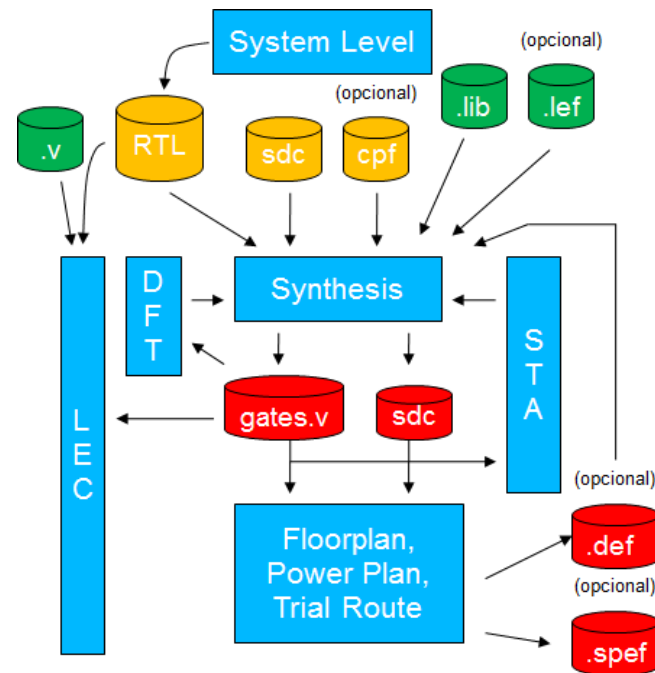 System Level
(opcional)
(opcional)
.lib
.lef
.v
RTL
sdc
cpf
D
F
T
Synthesis
S
T
A
L
E
C
gates.v
sdc
(opcional)
Floorplan,
Power Plan,
Trial Route
.def
(opcional)
.spef